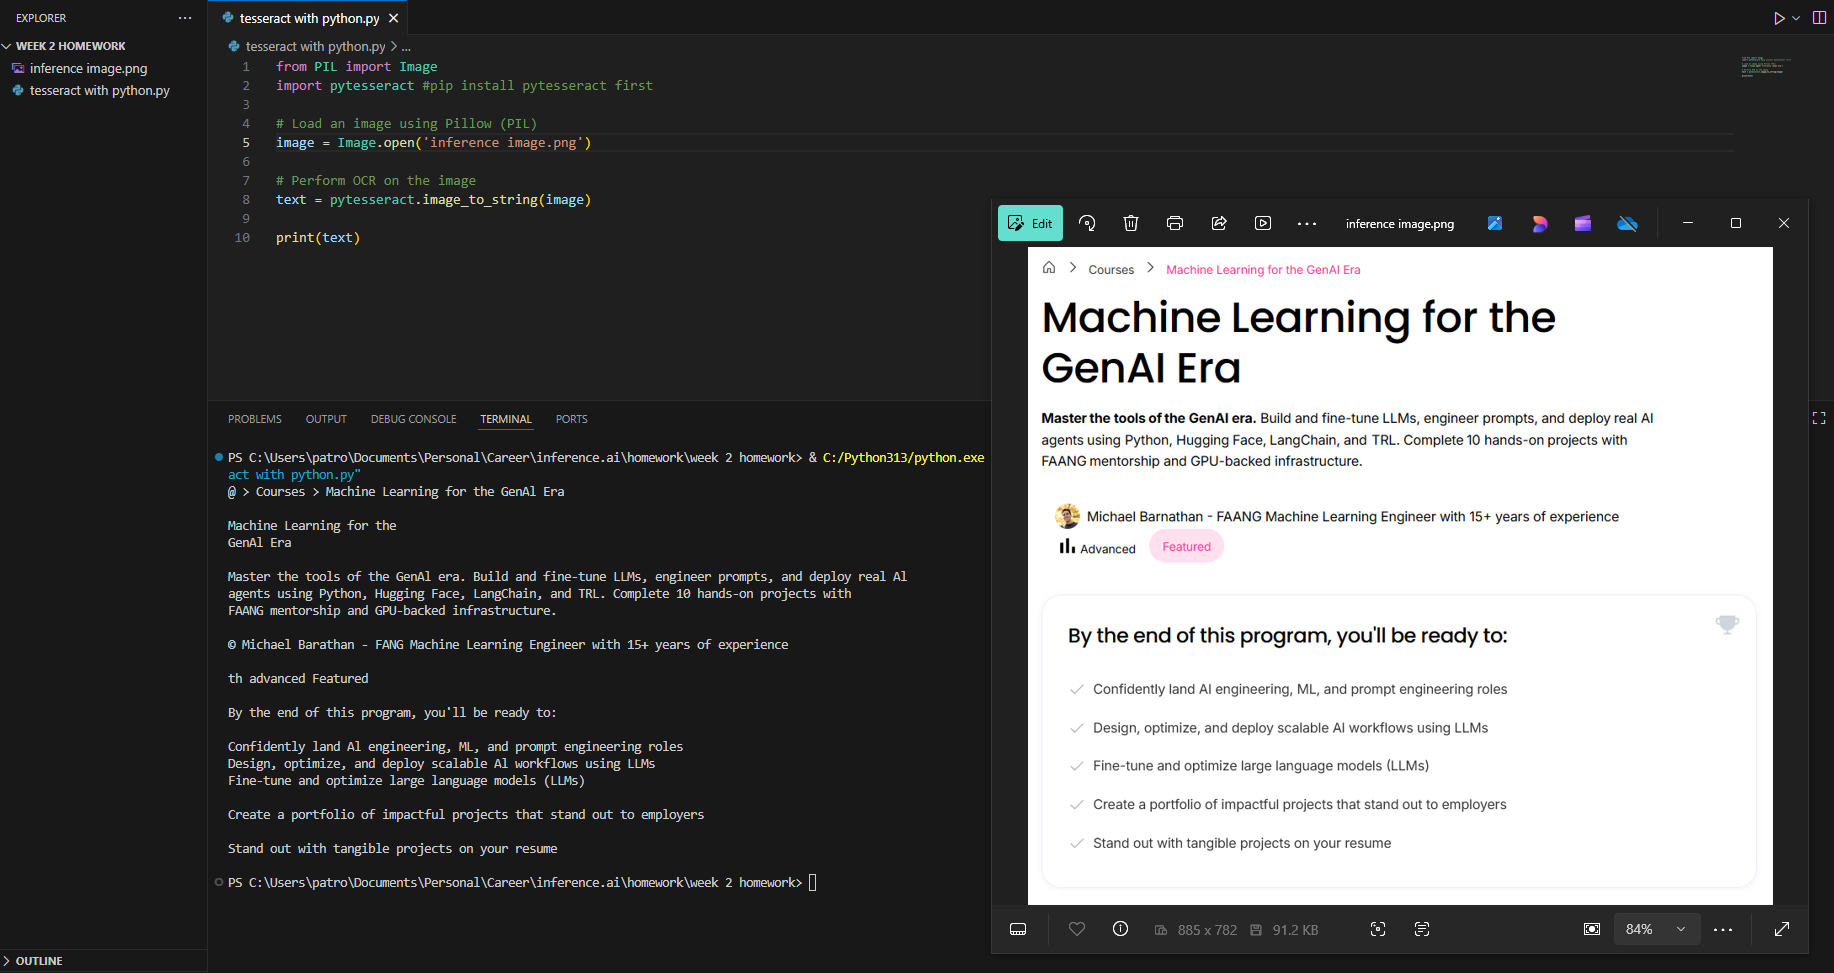 EXPLORER
WEEK 2 HOMEWORK
inference image.png
tesseract with python.py
OUTLINE
tesseract with python.py
tesseract with python.py > ...
1 from PIL import Image
2 import pytesseract #pip install pytesseract first
3
4 # Load an image using Pillow (PIL)
5 image = Image.open('inference image.png')
6
7 # Perform OCR on the image
8 text = pytesseract.image_to_string(image)
9
10 print(text)
PROBLEMS OUTPUT DEBUG CONSOLE TERMINAL PORTS
PS C:\Users\patro\Documents\Personal\Career\inference.ai\homework\week 2 homework> & C:/Python313/python.exe
act with python.py"
@ > Courses > Machine Learning for the GenAl Era
Machine Learning for the
GenAl Era
Master the tools of the GenAl era. Build and fine-tune LLMs, engineer prompts, and deploy real Al
agents using Python, Hugging Face, LangChain, and TRL. Complete 10 hands-on projects with
FAANG mentorship and GPU-backed infrastructure.
© Michael Barathan - FANG Machine Learning Engineer with 15+ years of experience
th advanced Featured
By the end of this program, you'll be ready to:
Confidently land Al engineering, ML, and prompt engineering roles
Design, optimize, and deploy scalable Al workflows using LLMs
Fine-tune and optimize large language models (LLMs)
Create a portfolio of impactful projects that stand out to employers
Stand out with tangible projects on your resume
PS C:\Users\patro\Documents\Personal\Career\inference.ai\homework\week 2 homework>
Edit
inference image.png
Courses > Machine Learning for the GenAI Era
Machine Learning for the
GenAI Era
Master the tools of the GenAI era. Build and fine-tune LLMs, engineer prompts, and deploy real AI
agents using Python, Hugging Face, LangChain, and TRL. Complete 10 hands-on projects with
FAANG mentorship and GPU-backed infrastructure.
Michael Barnathan - FAANG Machine Learning Engineer with 15+ years of experience
Advanced Featured
By the end of this program, you'll be ready to:
Confidently land AI engineering, ML, and prompt engineering roles
Design, optimize, and deploy scalable AI workflows using LLMs
Fine-tune and optimize large language models (LLMs)
Create a portfolio of impactful projects that stand out to employers
Stand out with tangible projects on your resume
885 x 782 91.2 KB 84%